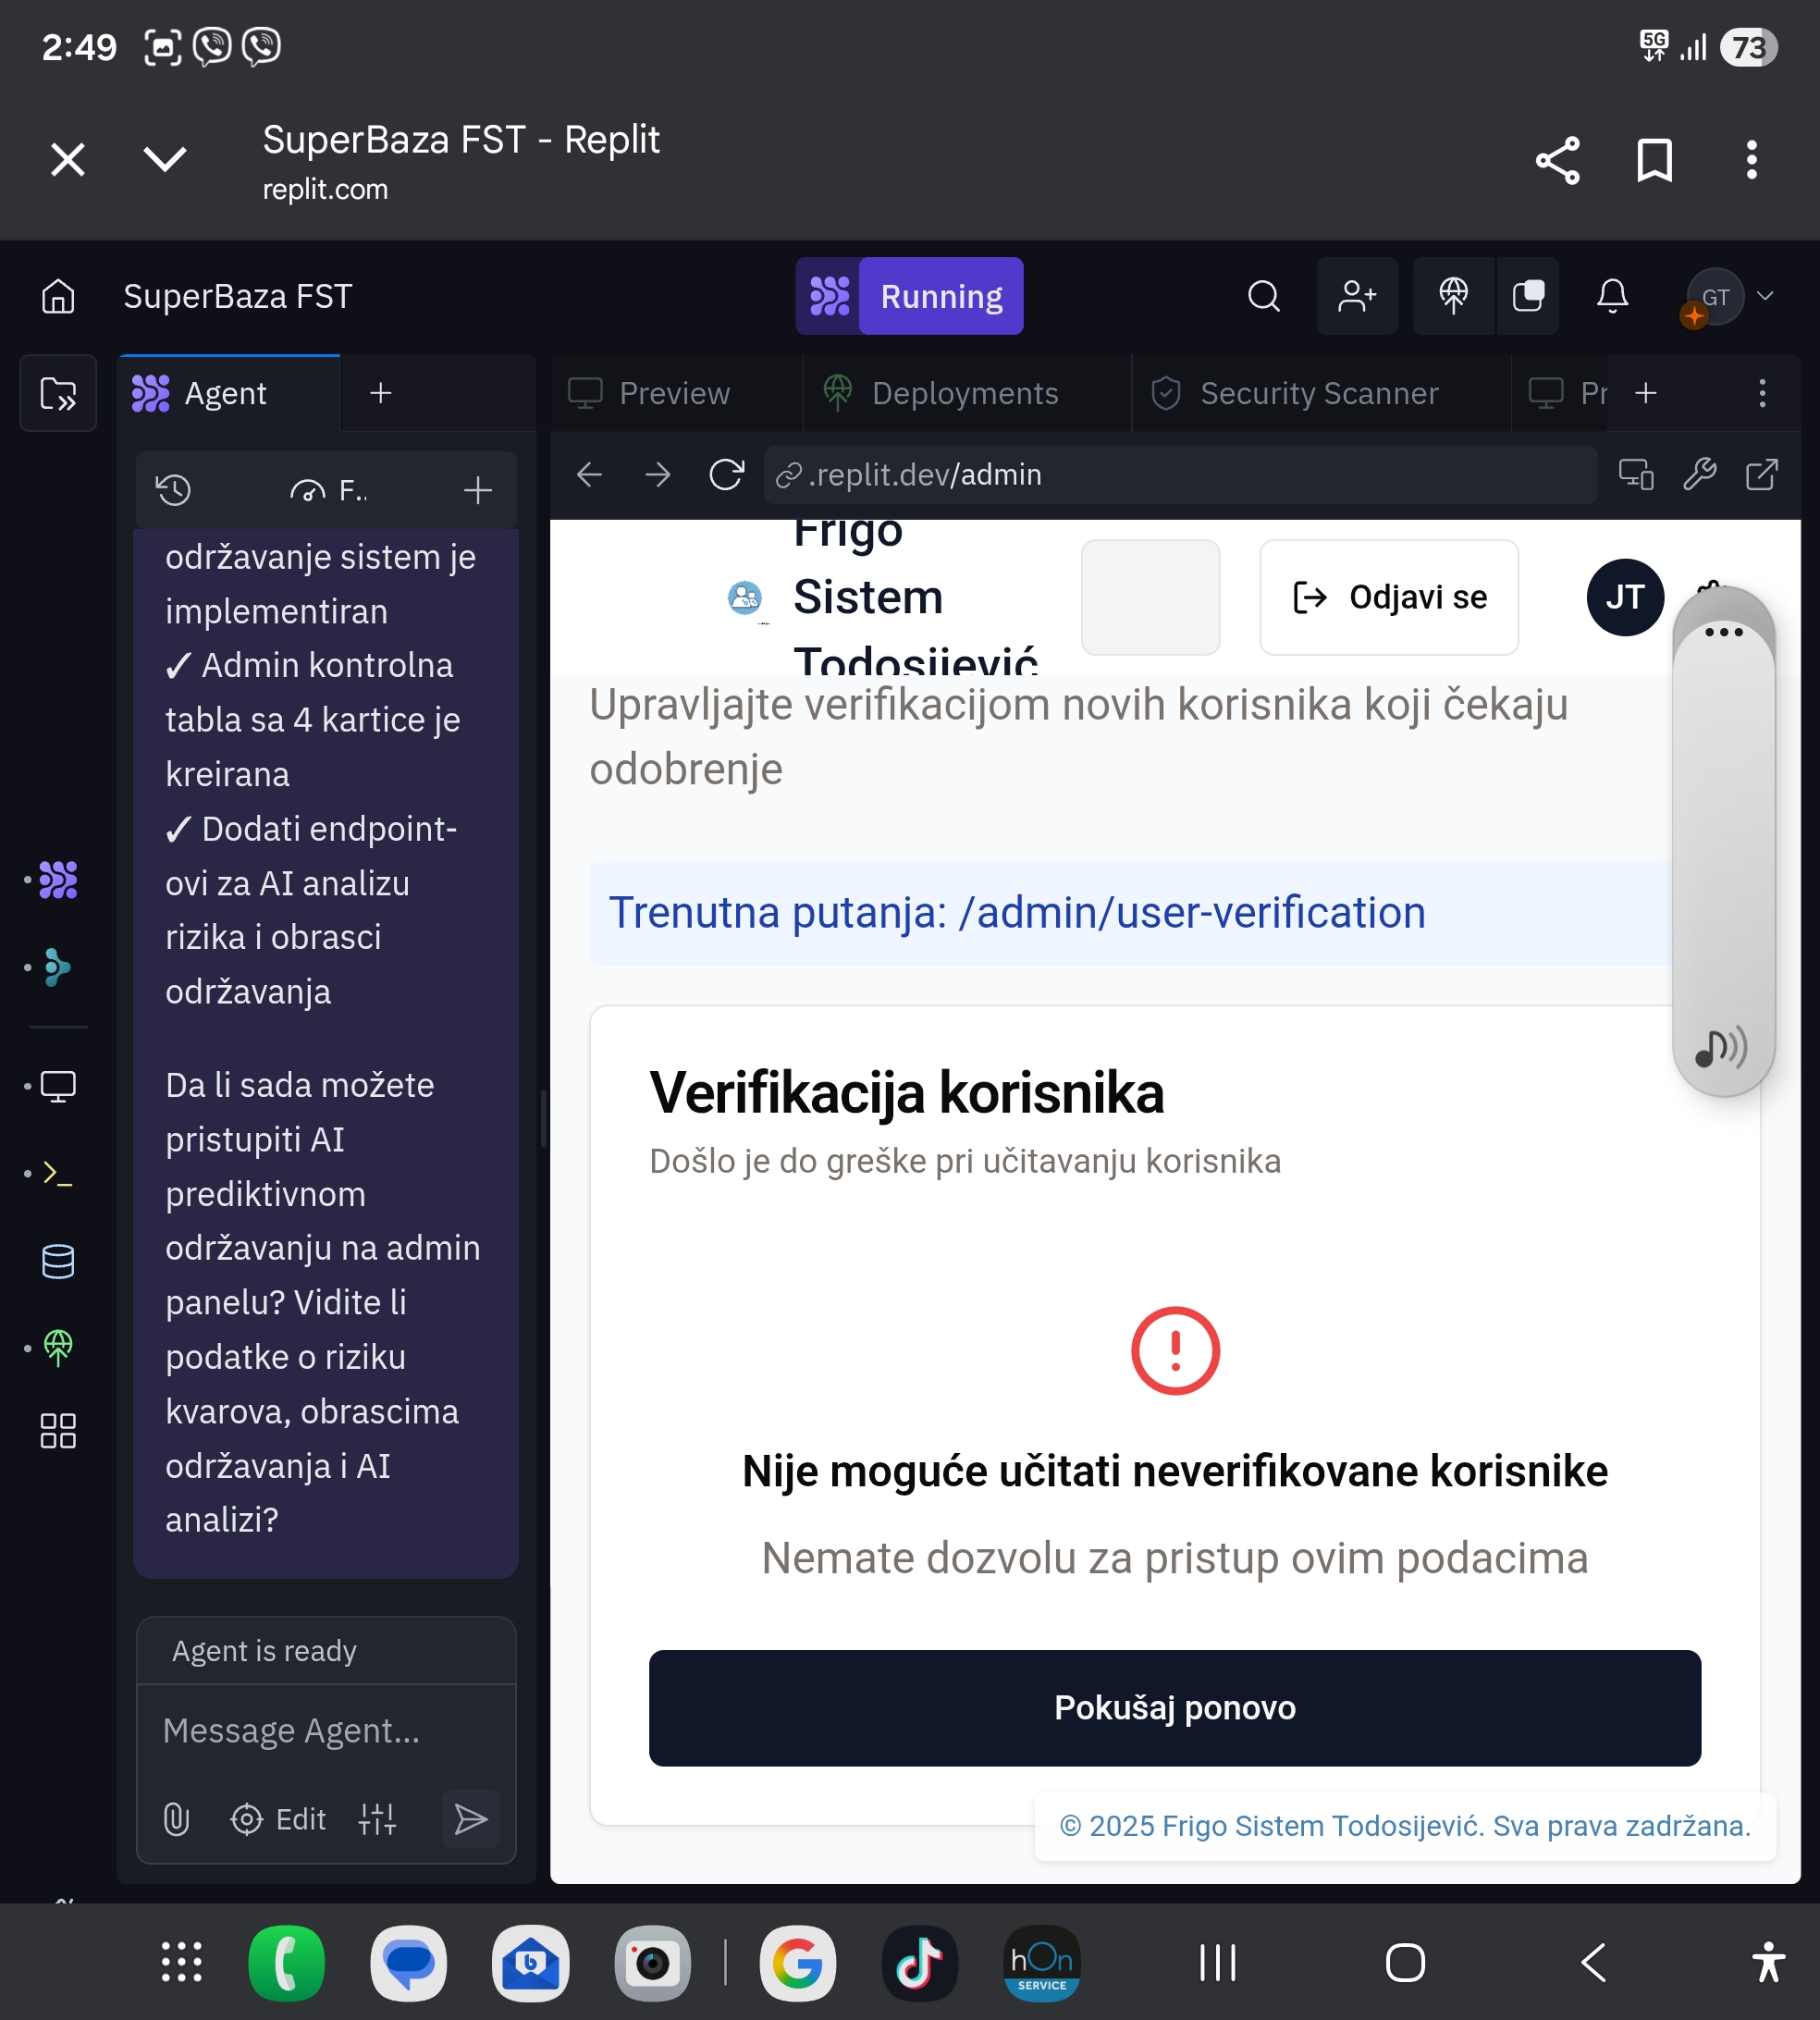 2:49
5G
73
SuperBaza FST - Replit
replit.com
SuperBaza FST
Running
GT
Agent
Preview
Deployments
Security Scanner
Pr
F..
.replit.dev/admin
održavanje sistem je
implementiran
✓ Admin kontrolna
tabla sa 4 kartice je
kreirana
✓ Dodati endpoint-
ovi za AI analizu
rizika i obrasci
održavanja
Da li sada možete
pristupiti AI
prediktivnom
održavanju na admin
panelu? Vidite li
podatke o riziku
kvarova, obrascima
održavanja i AI
analizi?
Agent is ready
Message Agent...
Edit
Frigo
Sistem
Todosijević
Odjavi se
JT
Upravljajte verifikacijom novih korisnika koji čekaju
odobrenje
Trenutna putanja: /admin/user-verification
Verifikacija korisnika
Došlo je do greške pri učitavanju korisnika
Nije moguće učitati neverifikovane korisnike
Nemate dozvolu za pristup ovim podacima
Pokušaj ponovo
© 2025 Frigo Sistem Todosijević. Sva prava zadržana.
hOn
SERVICE